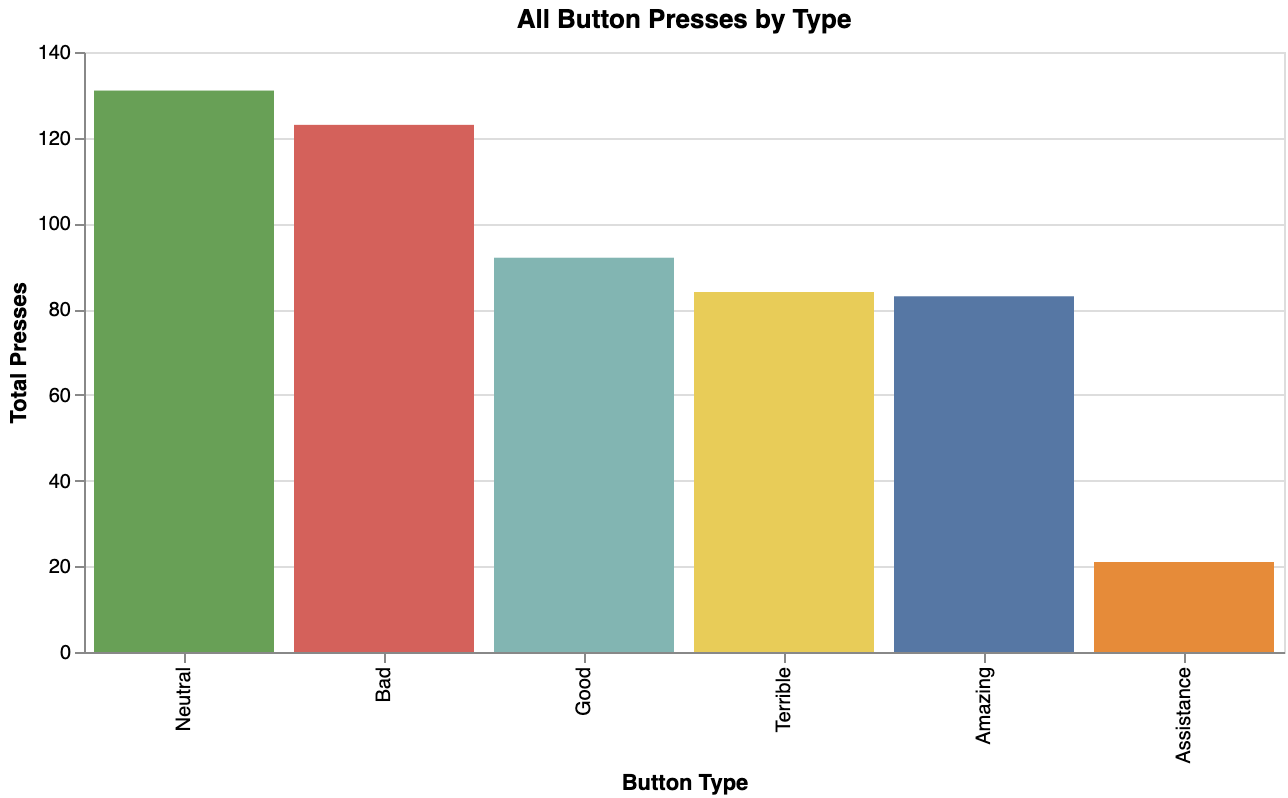 All Button Presses by Type
Total Presses
140
120
100
80
60
40
20
0
Neutral
Bad
Good
Terrible
Amazing
Assistance
Button Type